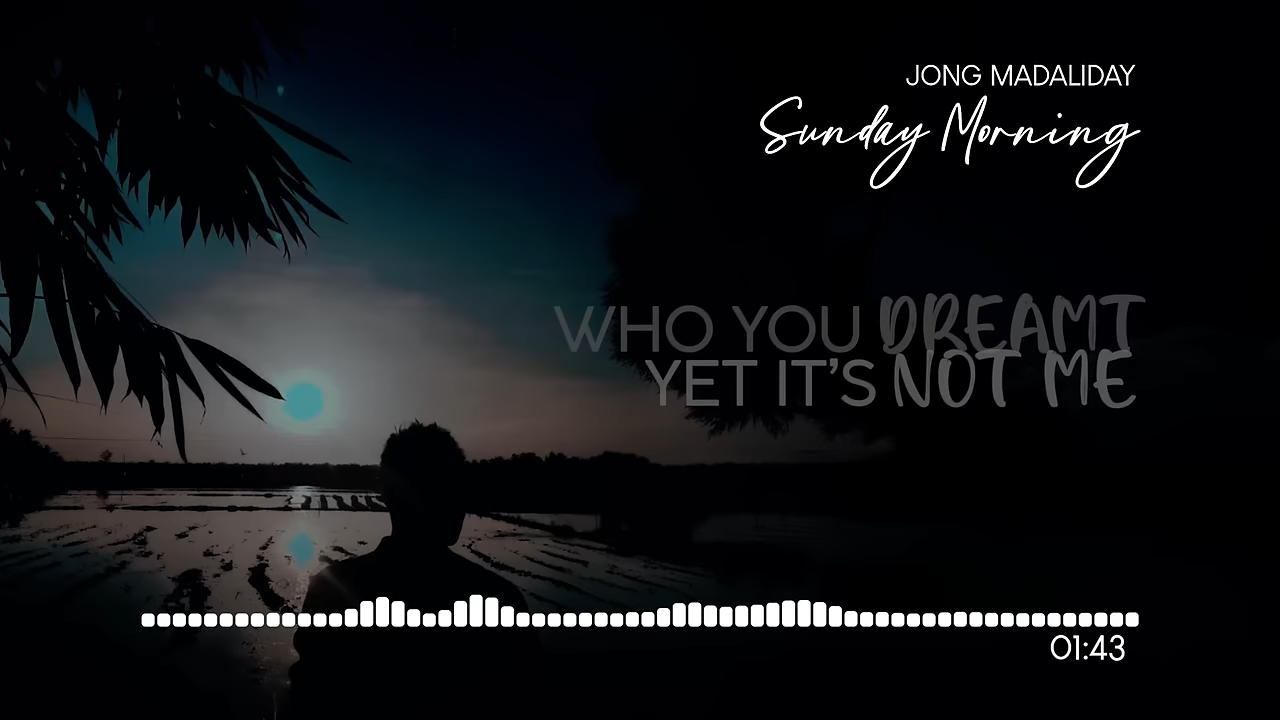 JONG MADALIDAY
Sunday Morning
WHO YOU DREAMT
YET IT'S NOT ME
01:43